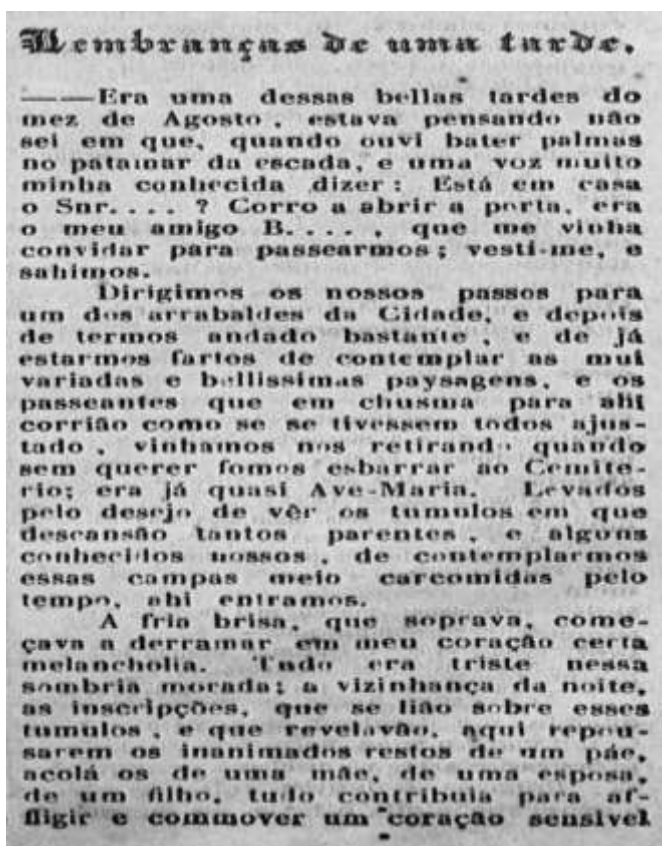 Lembranças de uma tarde.
——Era uma dessas bellas tardes do
mez de Agosto, estava pensando não
sei em que, quando ouvi bater palmas
no patamar da escada, e uma voz muito
minha conhecida dizer: Está em casa
o Snr.... ? Corro a abrir a porta, era
o meu amigo B...., que me vinha
convidar para passearmos; vesti-me, e
sahimos.
Dirigimos os nossos passos para
um dos arrabaldes da Cidade, e depois
de termos andado bastante, e de já
estarmos fartos de contemplar as mui
variadas e bellissimas paysagens, e os
passeantes que em chusma para ahi
corrião como se se tivessem todos ajus-
tado, vinhamos nos retirando quando
sem querer fomos esbarrar ao Cemite-
rio; era já quasi Ave-Maria. Levados
pelo desejo de vêr os tumulos em que
descansão tantos parentes, e alguns
conhecidos nossos, de contemplarmos
essas campas meio carcomidas pelo
tempo, ahi entramos.
A fria brisa, que soprava, come-
çava a derramar em meu coração certa
melancholia. Tudo era triste nessa
sombria morada; a vizinhança da noite,
as inscripções, que se lião sobre esses
tumulos, e que revelavão, aqui repou-
sarem os inanimados restos de um páe,
acolá os de uma mãe, de uma esposa,
de um filho, tudo contribuia para af-
fligir e commover um coração sensivel